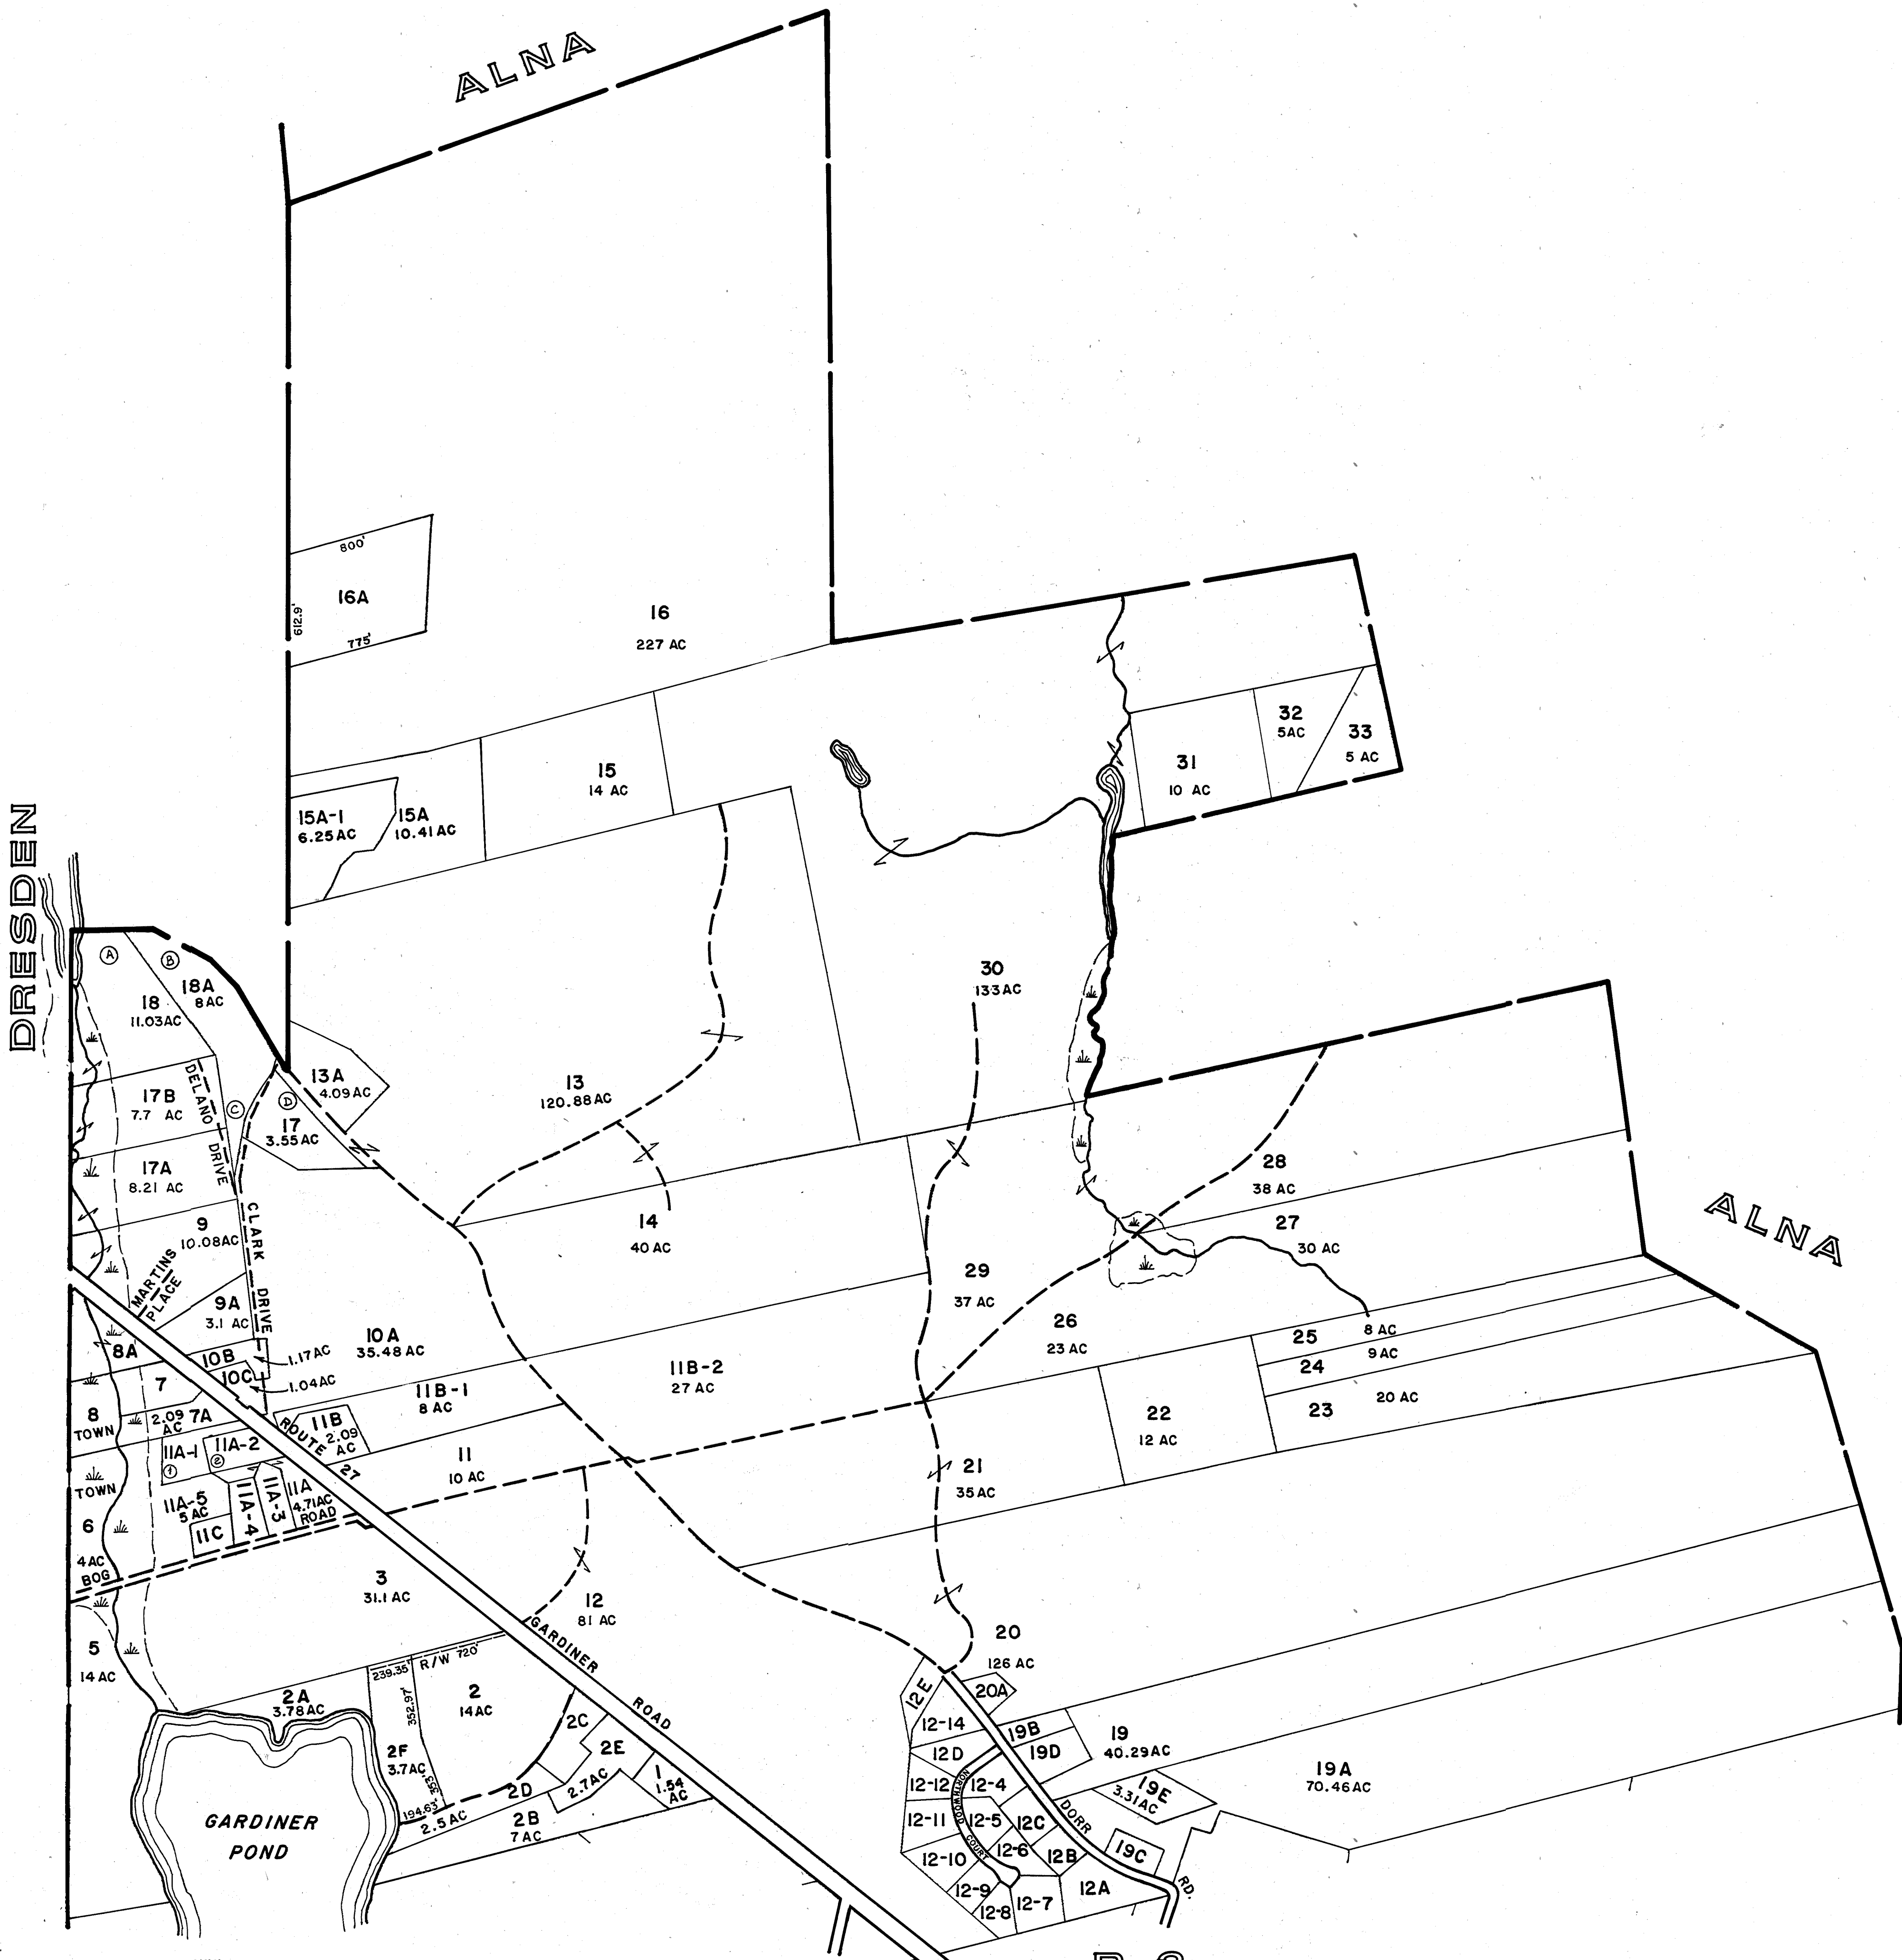 ALNA
800'
16A
612.9'
775'
16
227 AC
32
5AC
33
5 AC
31
10 AC
15
14 AC
15A-1
6.25 AC
15A
10.41 AC
DRESDEN
A
B
18A
8 AC
18
11.03 AC
30
133 AC
13A
4.09 AC
13
120.88 AC
17B
7.7 AC
DELANO DRIVE
C
D
17
3.55 AC
17A
8.21 AC
28
38 AC
27
30 AC
ALNA
14
40 AC
9
10.08 AC
CLARK DRIVE
MARTINS
PLACE
29
37 AC
9A
3.1 AC
26
23 AC
25
8 AC
24
9 AC
23
20 AC
10A
35.48 AC
8A
10B
1.17 AC
10C
1.04 AC
7
11B-2
27 AC
11B-1
8 AC
11B
2.09
AC
8
TOWN
2.09
AC
7A
ROUTE 27
22
12 AC
11A-1
1
11A-2
2
11
10 AC
TOWN
11A-5
5 AC
11A-4
11A-3
11A
4.71 AC
ROAD
11C
21
35 AC
6
4 AC
BOG
3
31.1 AC
12
81 AC
5
14 AC
GARDINER ROAD
20
126 AC
239.35'
R/W 720'
352.97'
2
14 AC
2A
3.78 AC
12E
20A
12-14
19B
19
40.29 AC
2C
2E
2F
3.7 AC
353'
194.63'
12D
19D
19A
70.46 AC
2D
2.7 AC
1
1.54
AC
12-12
12-4
NORTHWOOD COURT
19E
3.31 AC
2.5 AC
2B
7 AC
GARDINER
POND
12-11
12-5
12C
DORR RD.
12-6
12-10
12B
19C
12-9
12A
12-7
12-8